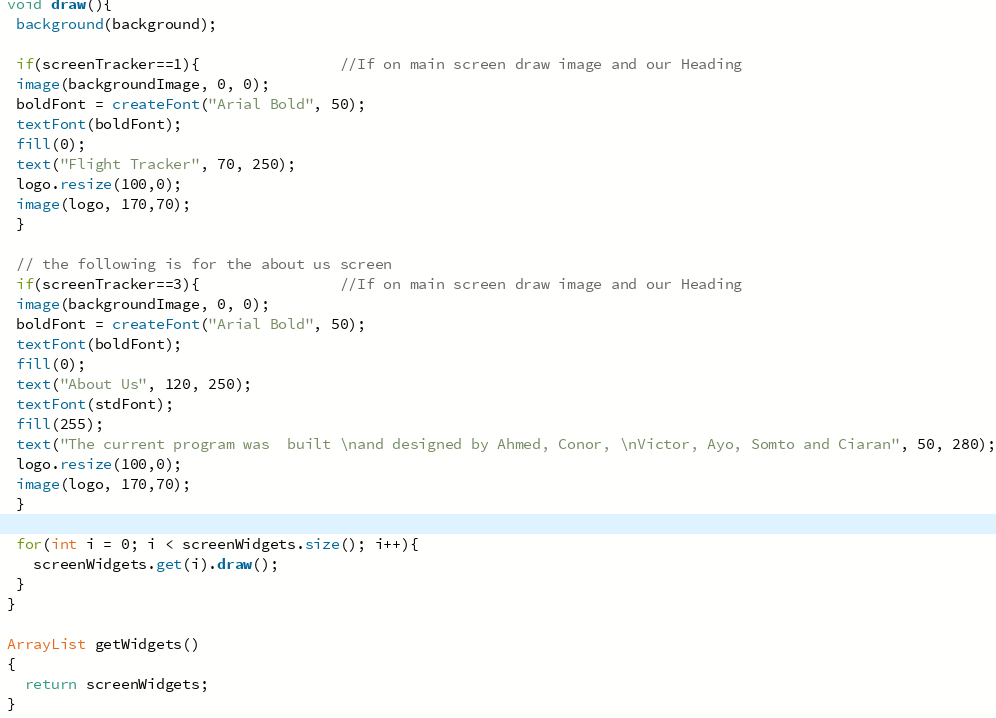 void draw(){
background(background);
if(screenTracker==1){ //If on main screen draw image and our Heading
image(backgroundImage, 0, 0);
boldFont = createFont("Arial Bold", 50);
textFont(boldFont);
fill(0);
text("Flight Tracker", 70, 250);
logo.resize(100,0);
image(logo, 170,70);
}
// the following is for the about us screen
if(screenTracker==3){ //If on main screen draw image and our Heading
image(backgroundImage, 0, 0);
boldFont = createFont("Arial Bold", 50);
textFont(boldFont);
fill(0);
text("About Us", 120, 250);
textFont(stdFont);
fill(255);
text("The current program was  built \nand designed by Ahmed, Conor, \nVictor, Ayo, Somto and Ciaran", 50, 280);
logo.resize(100,0);
image(logo, 170,70);
}
for(int i = 0; i < screenWidgets.size(); i++){
screenWidgets.get(i).draw();
}
}
ArrayList getWidgets()
{
return screenWidgets;
}